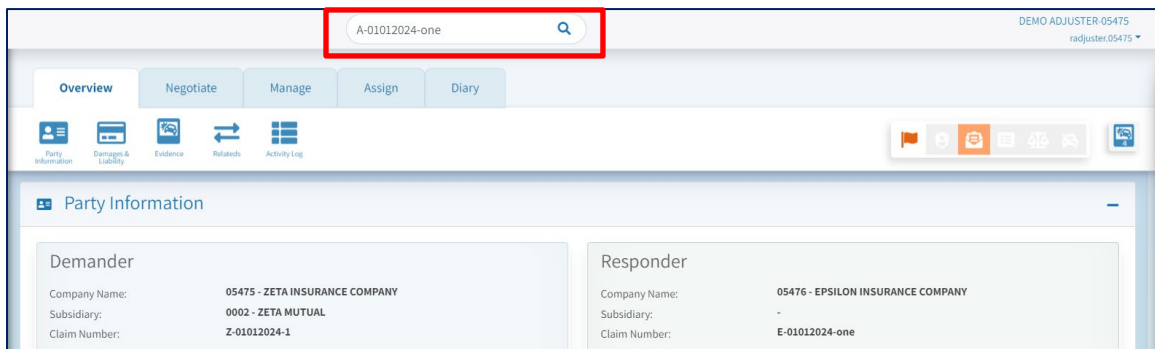 A-01012024-one
DEMO ADJUSTER-05475
radjuster.05475
Overview Negotiate Manage Assign Diary
Party Information Damages & Liability Evidence Relateds Activity Log
4
Party Information
Demander
Company Name: 05475 - ZETA INSURANCE COMPANY
Subsidiary: 0002 - ZETA MUTUAL
Claim Number: Z-01012024-1
Responder
Company Name: 05476 - EPSILON INSURANCE COMPANY
Subsidiary: -
Claim Number: E-01012024-one